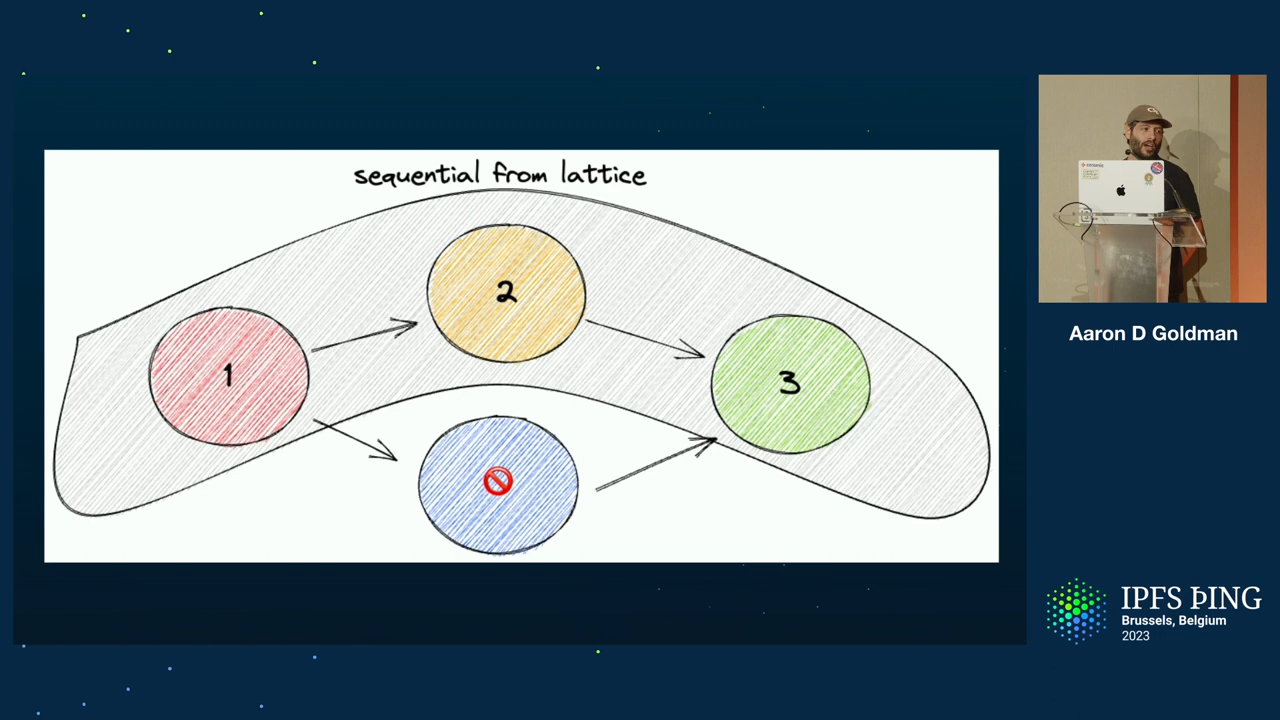 sequential from lattice
1
2
3
Aaron D Goldman
IPFS ÞING
Brussels, Belgium
2023